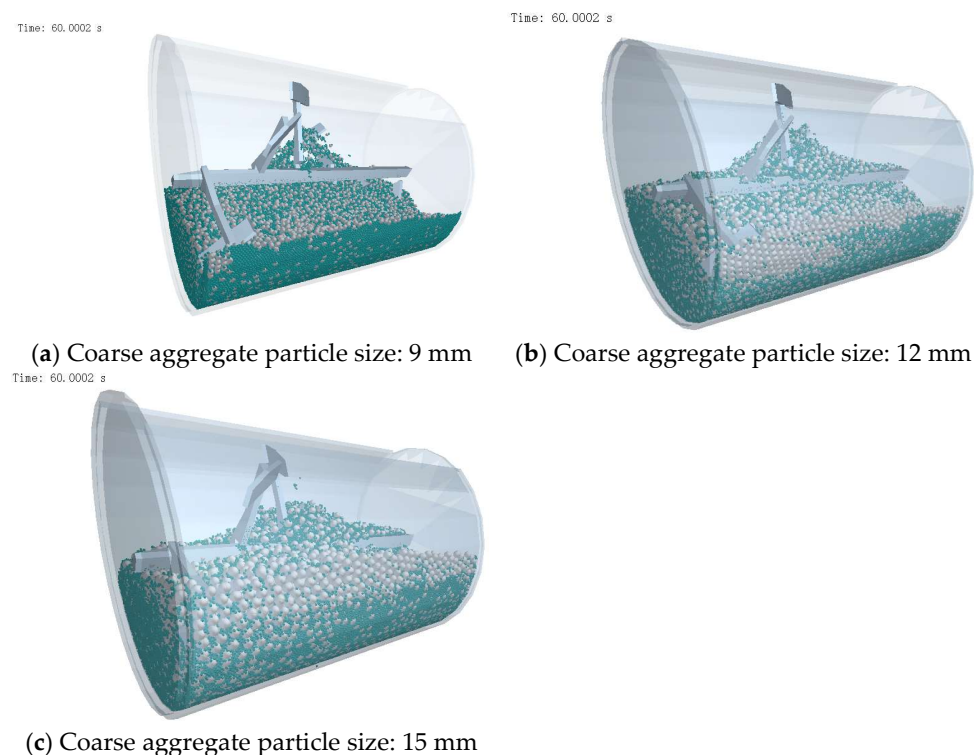 Time: 60.0002 s
Time: 60.0002 s
(a) Coarse aggregate particle size: 9 mm
(b) Coarse aggregate particle size: 12 mm
Time: 60.0002 s
(c) Coarse aggregate particle size: 15 mm